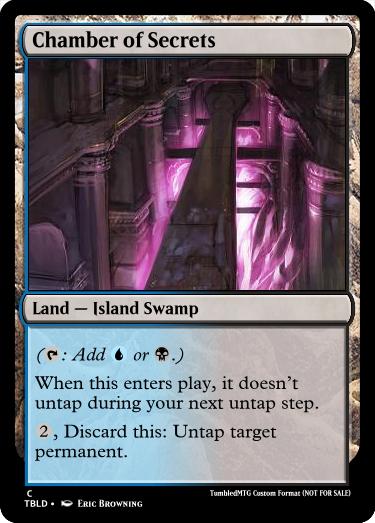 Chamber of Secrets
Land — Island Swamp
(: Add or .)
When this enters play, it doesn't
untap during your next untap step.
2, Discard this: Untap target
permanent.
C
TBLD • Eric Browning
TumbledMTG Custom Format (NOT FOR SALE)